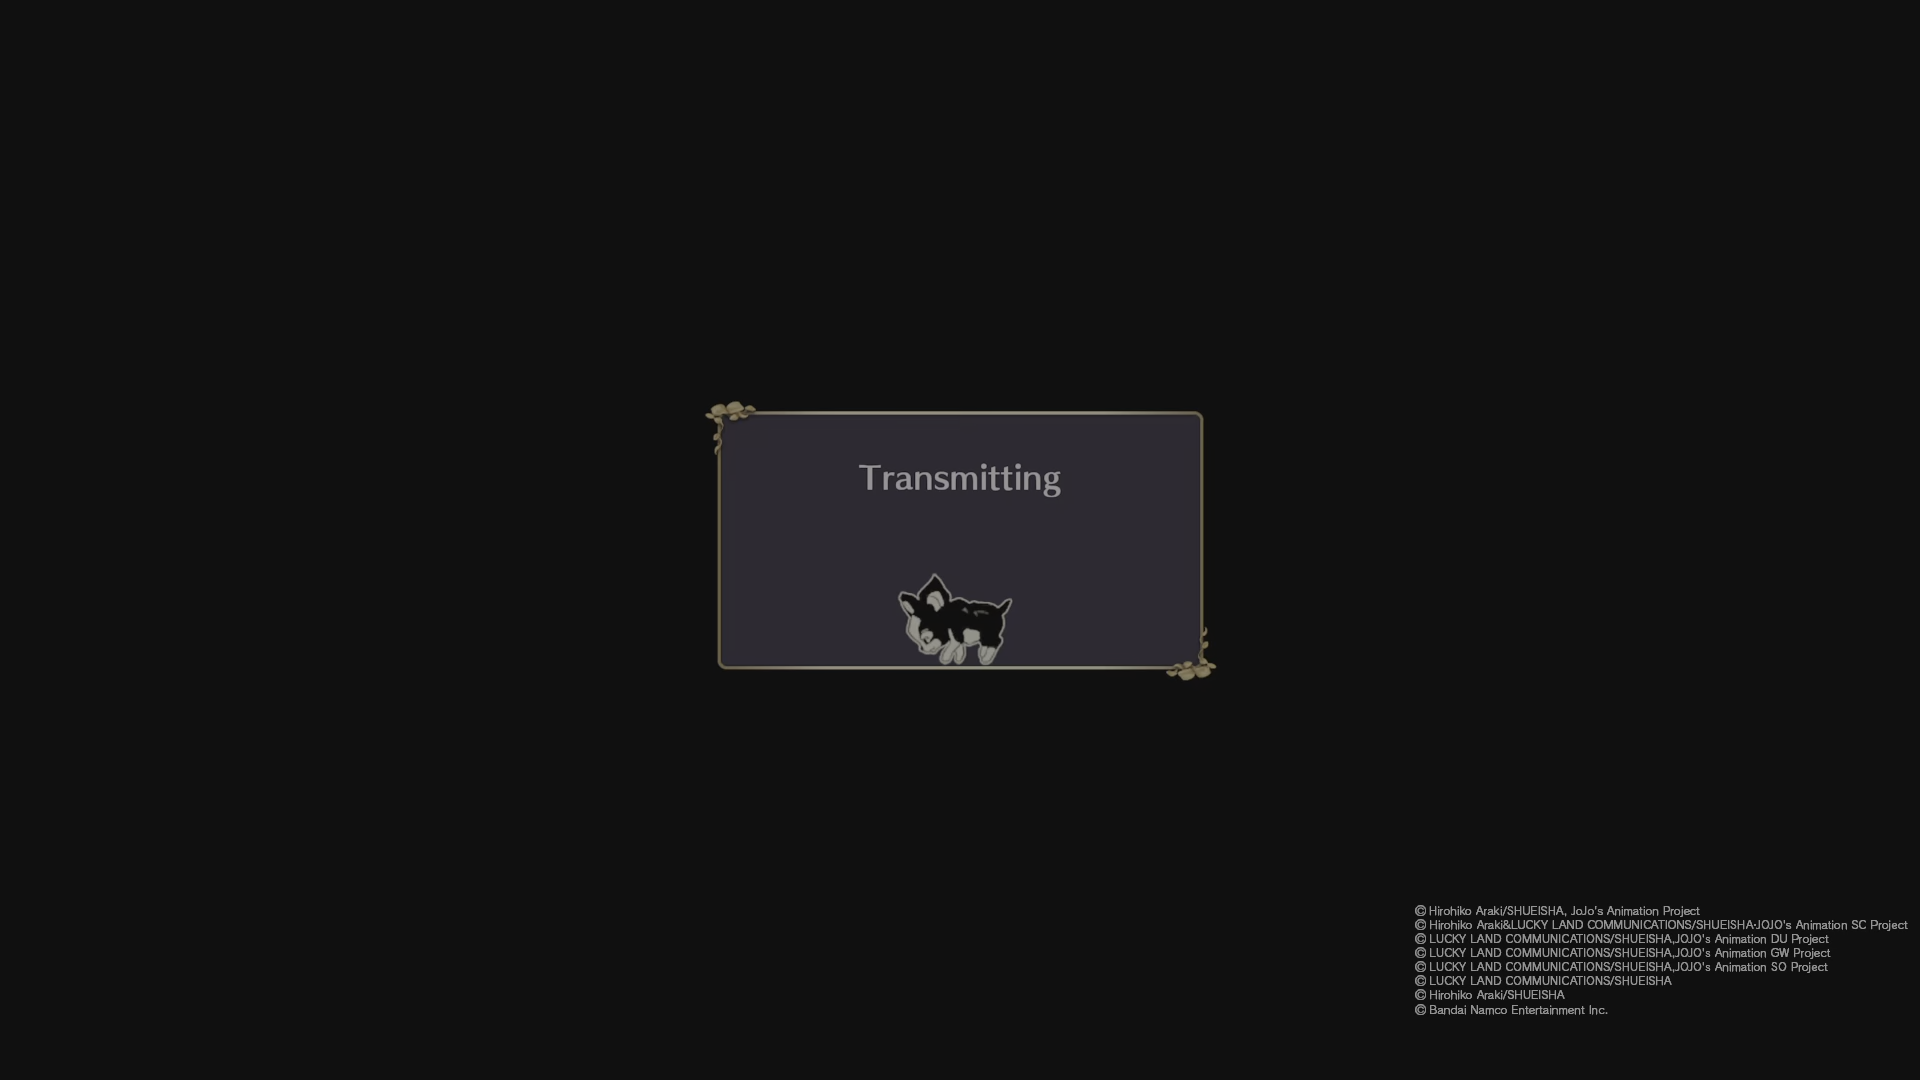 Transmitting
© Hirohiko Araki/SHUEISHA, JoJo's Animation Project
© Hirohiko Araki&LUCKY LAND COMMUNICATIONS/SHUEISHA·JOJO's Animation SC Project
© LUCKY LAND COMMUNICATIONS/SHUEISHA,JOJO's Animation DU Project
© LUCKY LAND COMMUNICATIONS/SHUEISHA,JOJO's Animation GW Project
© LUCKY LAND COMMUNICATIONS/SHUEISHA,JOJO's Animation SO Project
© LUCKY LAND COMMUNICATIONS/SHUEISHA
© Hirohiko Araki/SHUEISHA
© Bandai Namco Entertainment Inc.